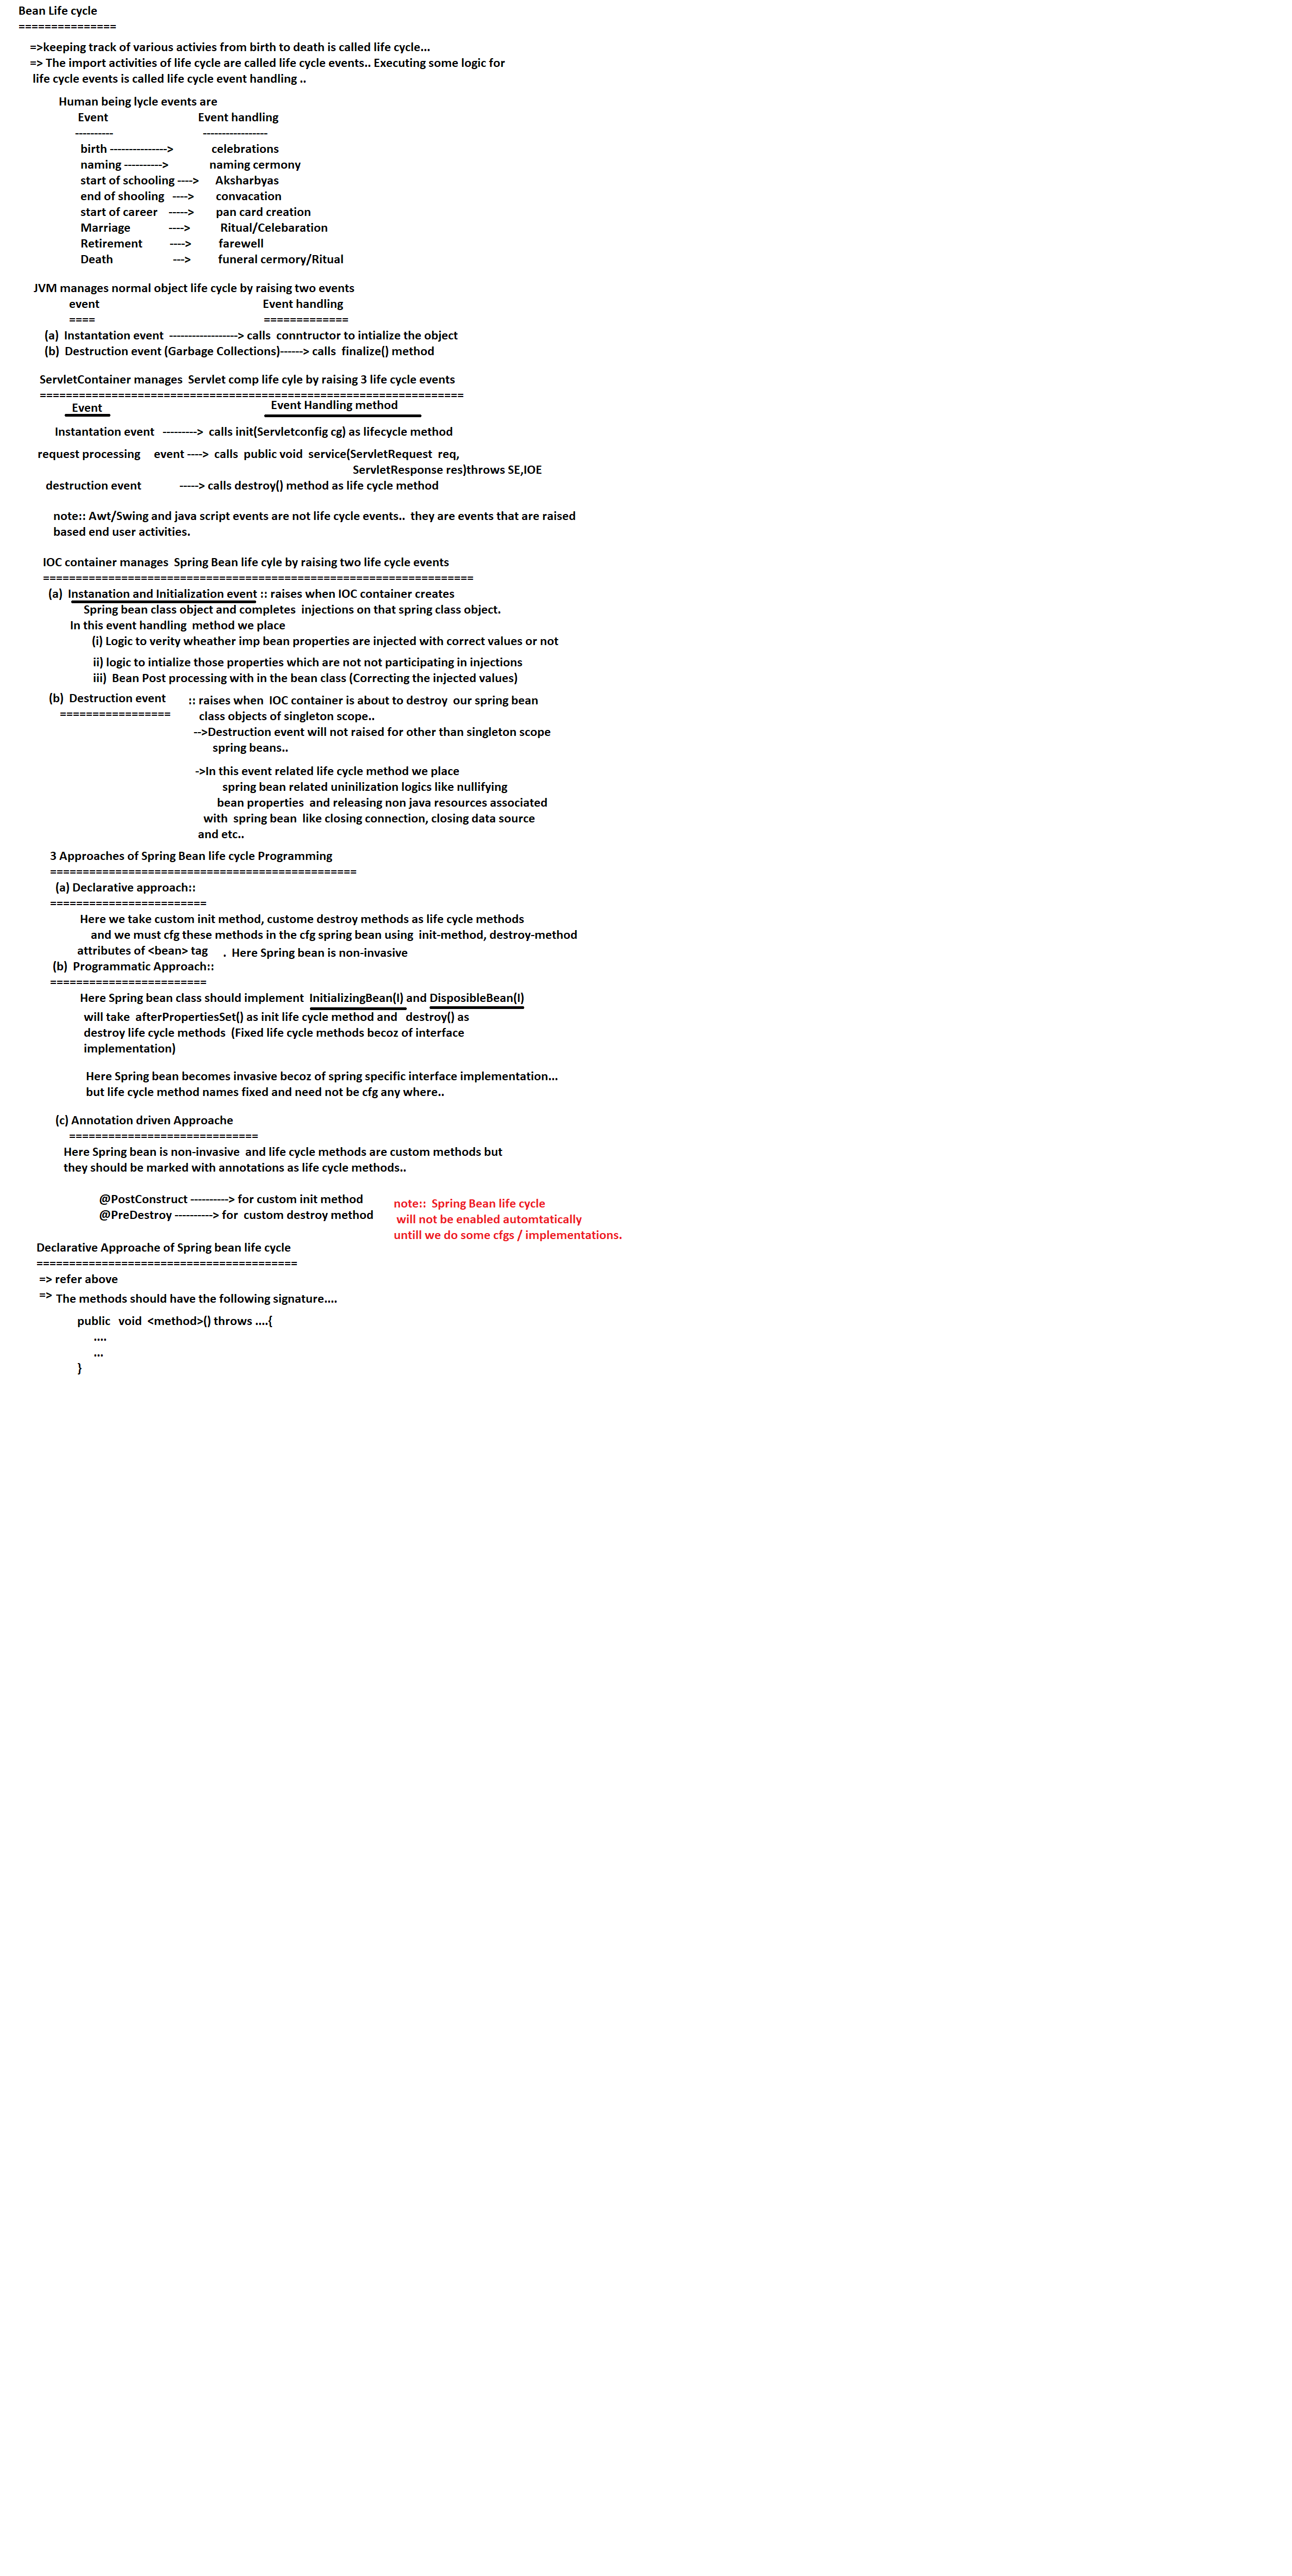 Bean Life cycle
===============
=>keeping track of various activies from birth to death is called life cycle...
=> The import activities of life cycle are called life cycle events.. Executing some logic for
life cycle events is called life cycle event handling ..
Human being lycle events are
Event Event handling
---------- -----------------
birth ---------------> celebrations
naming ----------> naming cermony
start of schooling ----> Aksharbyas
end of shooling ----> convacation
start of career -----> pan card creation
Marriage ----> Ritual/Celebaration
Retirement ----> farewell
Death ---> funeral cermory/Ritual
JVM manages normal object life cycle by raising two events
event Event handling
==== =============
(a) Instantation event ------------------> calls conntructor to intialize the object
(b) Destruction event (Garbage Collections)------> calls finalize() method
ServletContainer manages Servlet comp life cyle by raising 3 life cycle events
=================================================================
Event Event Handling method
Instantation event ---------> calls init(Servletconfig cg) as lifecycle method
request processing event ----> calls public void service(ServletRequest req,
ServletResponse res)throws SE,IOE
destruction event -----> calls destroy() method as life cycle method
note:: Awt/Swing and java script events are not life cycle events.. they are events that are raised
based end user activities.
IOC container manages Spring Bean life cyle by raising two life cycle events
==================================================================
(a) Instanation and Initialization event :: raises when IOC container creates
Spring bean class object and completes injections on that spring class object.
In this event handling method we place
(i) Logic to verity wheather imp bean properties are injected with correct values or not
ii) logic to intialize those properties which are not not participating in injections
iii) Bean Post processing with in the bean class (Correcting the injected values)
(b) Destruction event :: raises when IOC container is about to destroy our spring bean
================= class objects of singleton scope..
-->Destruction event will not raised for other than singleton scope
spring beans..
->In this event related life cycle method we place
spring bean related uninilization logics like nullifying
bean properties and releasing non java resources associated
with spring bean like closing connection, closing data source
and etc..
3 Approaches of Spring Bean life cycle Programming
===============================================
(a) Declarative approach::
========================
Here we take custom init method, custome destroy methods as life cycle methods
and we must cfg these methods in the cfg spring bean using init-method, destroy-method
attributes of <bean> tag . Here Spring bean is non-invasive
(b) Programmatic Approach::
========================
Here Spring bean class should implement InitializingBean(I) and DisposibleBean(I)
will take afterPropertiesSet() as init life cycle method and destroy() as
destroy life cycle methods (Fixed life cycle methods becoz of interface
implementation)
Here Spring bean becomes invasive becoz of spring specific interface implementation...
but life cycle method names fixed and need not be cfg any where..
(c) Annotation driven Approache
=============================
Here Spring bean is non-invasive and life cycle methods are custom methods but
they should be marked with annotations as life cycle methods..
@PostConstruct ----------> for custom init method
@PreDestroy ----------> for custom destroy method
note:: Spring Bean life cycle
will not be enabled automtatically
untill we do some cfgs / implementations.
Declarative Approache of Spring bean life cycle
========================================
=> refer above
=> The methods should have the following signature....
public void <method>() throws ....{
....
...
}